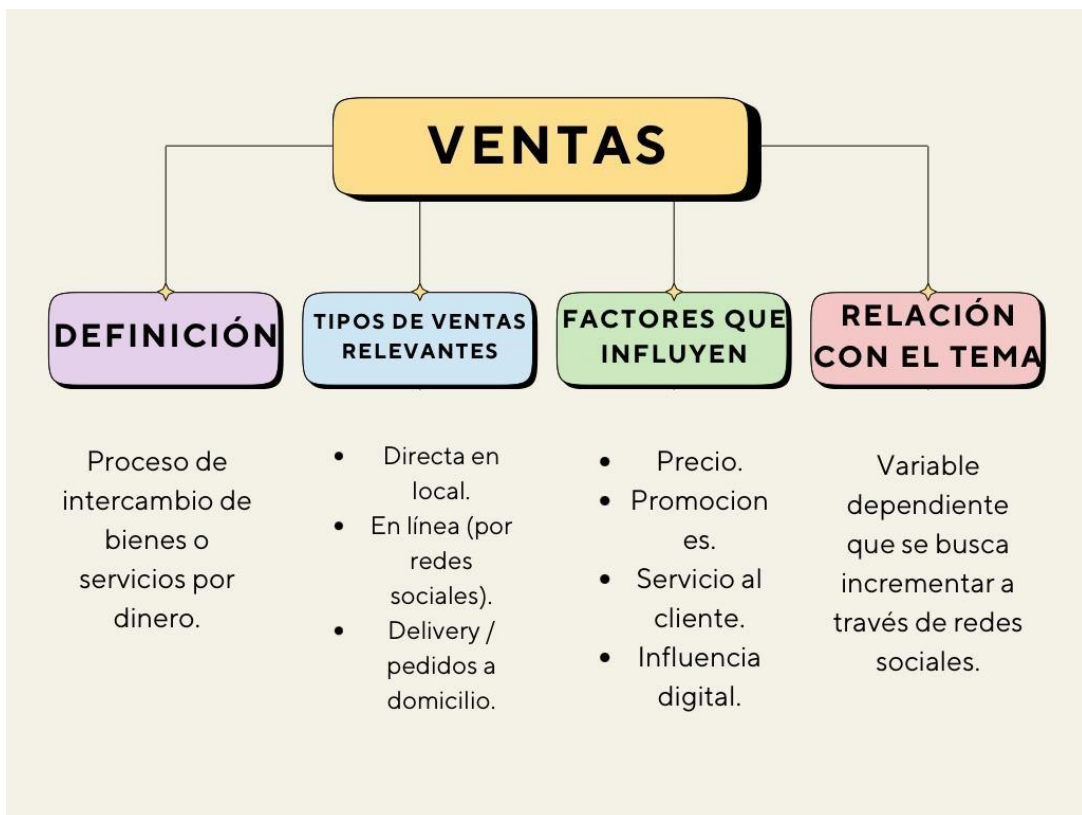 VENTAS
DEFINICIÓN
Proceso de
intercambio de
bienes o
servicios por
dinero.
TIPOS DE VENTAS
RELEVANTES
• Directa en
local.
• En línea (por
redes
sociales).
• Delivery /
pedidos a
domicilio.
FACTORES QUE
INFLUYEN
• Precio.
• Promocion
es.
• Servicio al
cliente.
• Influencia
digital.
RELACIÓN
CON EL TEMA
Variable
dependiente
que se busca
incrementar a
través de redes
sociales.